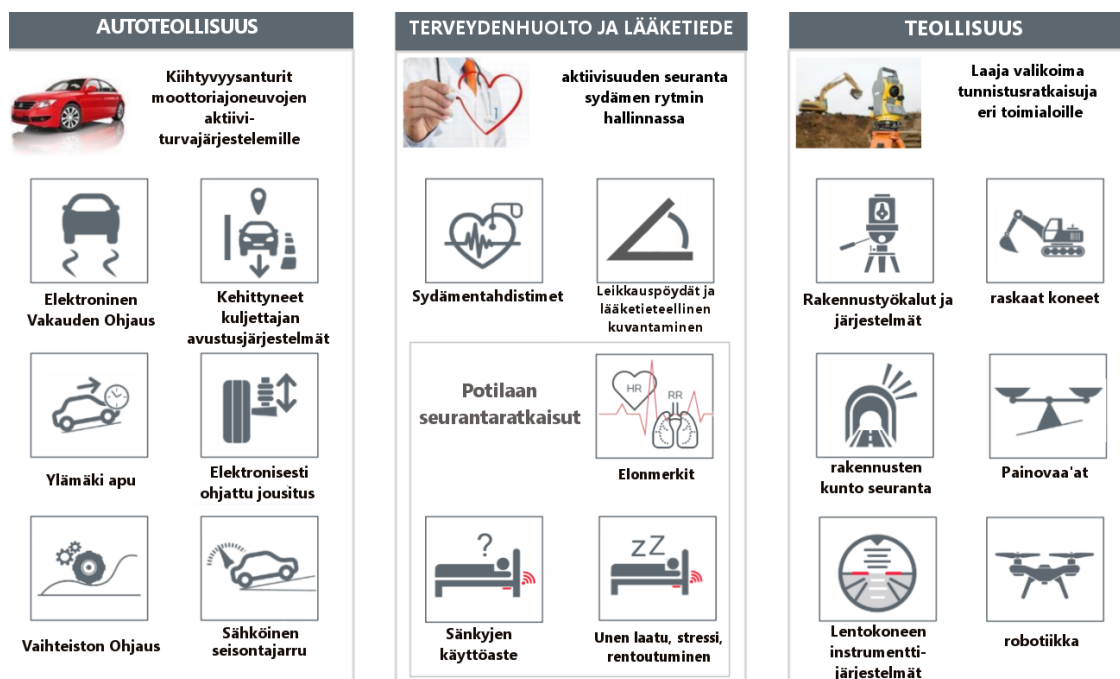 AUTOTEOLLISUUS
Kiihtyvyysanturit
moottoriajoneuvojen
aktiivi-
turvajärjestelemille
Elektroninen
Vakauden Ohjaus
Kehittyneet
kuljettajan
avustusjärjestelmät
Ylämäki apu
Elektronisesti
ohjattu jousitus
Vaihteiston Ohjaus
Sähköinen
seisontajarru
TERVEYDENHUOLTO JA LÄÄKETIEDE
aktiivisuuden seuranta
sydämen rytmin
hallinnassa
Sydämentahdistimet
Leikkauspöydät ja
lääketieteellinen
kuvantaminen
Potilaan
seurantaratkaisut
HR
RR
Elonmerkit
?
Sänkyjen
käyttöaste
zZ
Unen laatu, stressi,
rentoutuminen
TEOLLISUUS
Laaja valikoima
tunnistusratkaisuja
eri toimialoille
Rakennustyökalut ja
järjestelmät
raskaat koneet
rakennusten
kunto seuranta
Painovaa'at
Lentokoneen
instrumentti-
järjestelmät
robotiikka